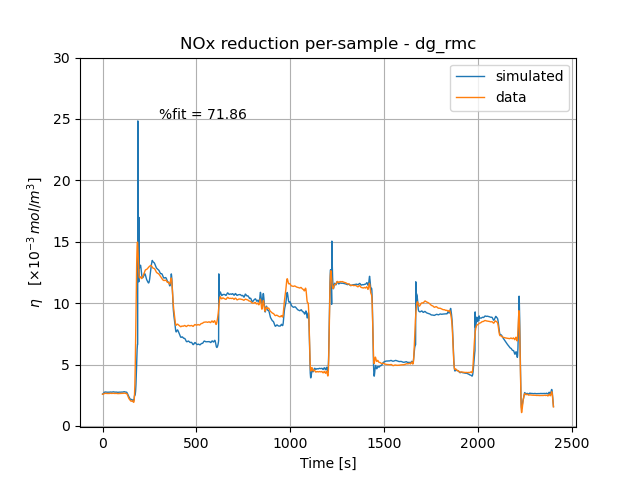 NOx reduction per-sample - dg_rmc
30
25
20
15
10
5
0
η [×10⁻³ mol/m³]
%fit = 71.86
simulated
data
0 500 1000 1500 2000 2500
Time [s]